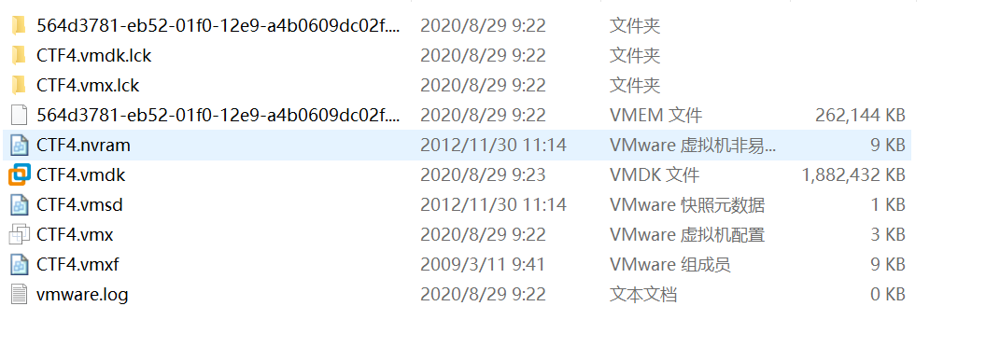 564d3781-eb52-01f0-12e9-a4b0609dc02f.... 2020/8/29 9:22 文件夹
CTF4.vmdk.lck 2020/8/29 9:22 文件夹
CTF4.vmx.lck 2020/8/29 9:22 文件夹
564d3781-eb52-01f0-12e9-a4b0609dc02f.... 2020/8/29 9:22 VMEM 文件 262,144 KB
CTF4.nvram 2012/11/30 11:14 VMware 虚拟机非易... 9 KB
CTF4.vmdk 2020/8/29 9:23 VMDK 文件 1,882,432 KB
CTF4.vmsd 2012/11/30 11:14 VMware 快照元数据 1 KB
CTF4.vmx 2020/8/29 9:22 VMware 虚拟机配置 3 KB
CTF4.vmxf 2009/3/11 9:41 VMware 组成员 9 KB
vmware.log 2020/8/29 9:22 文本文档 0 KB